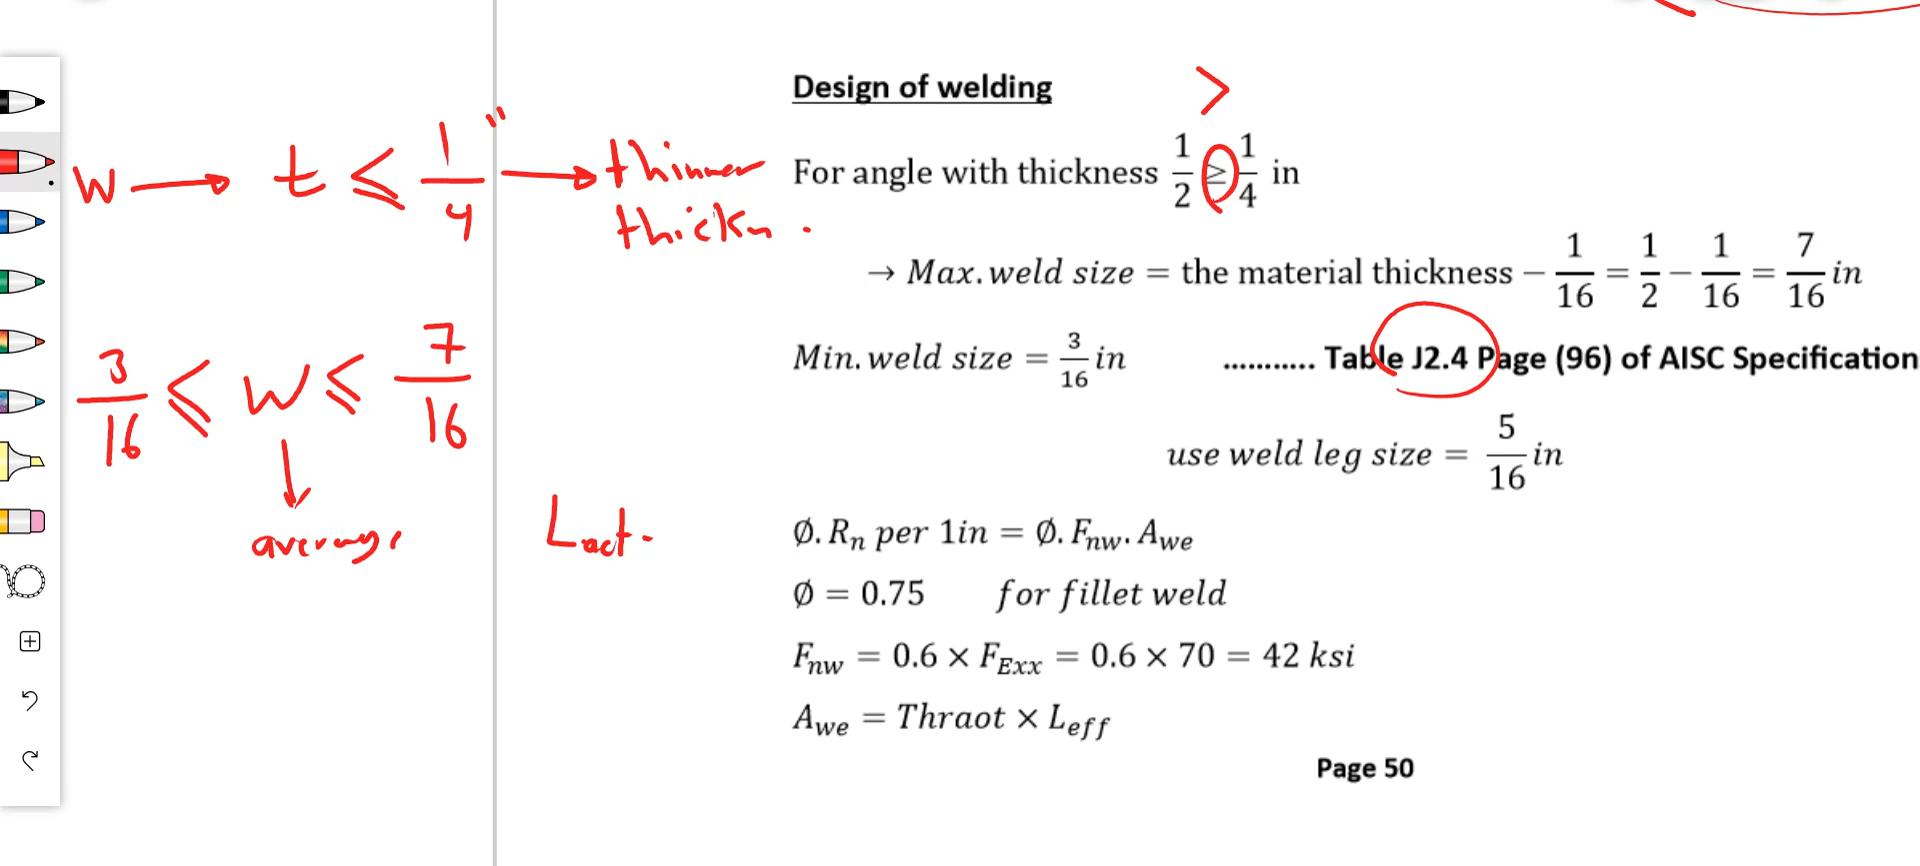 Design of welding >
w → t ≤ 1/4" → thinner
thickn.
For angle with thickness 1/2 ≥ 1/4 in
→ Max. weld size = the material thickness − 1/16 = 1/2 − 1/16 = 7/16 in
3/16 ≤ w ≤ 7/16
Min. weld size = 3/16 in ........... Table J2.4 Page (96) of AISC Specification
use weld leg size = 5/16 in
↓
average
Lact.
Ø. Rn per 1in = Ø. Fnw. Awe
Ø = 0.75 for fillet weld
Fnw = 0.6 × FExx = 0.6 × 70 = 42 ksi
Awe = Thraot × Leff
Page 50